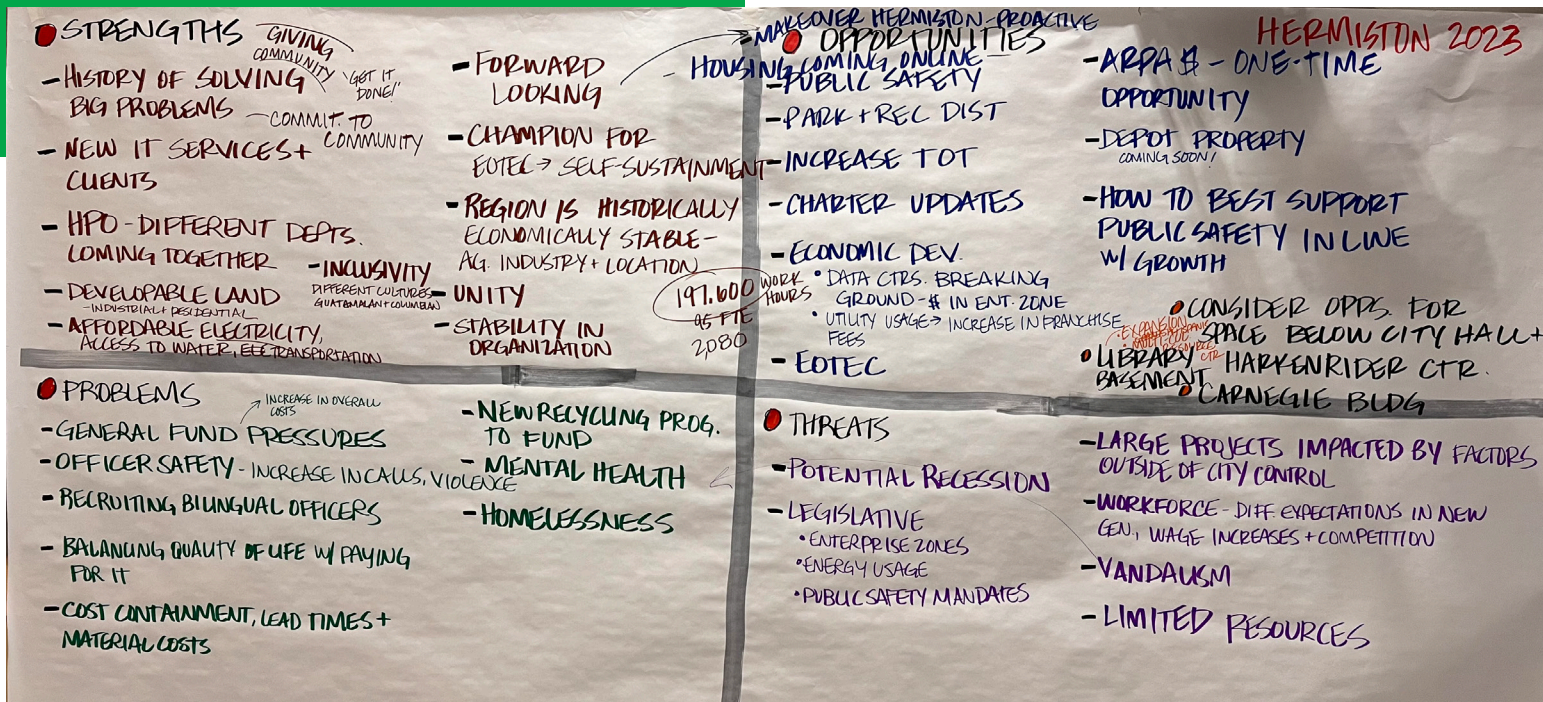 HERMISTON 2023
STRENGTHS
GIVING
COMMUNITY
- HISTORY OF SOLVING
BIG PROBLEMS
"GET IT
DONE!"
- COMMIT. TO
COMMUNITY
- NEW IT SERVICES +
CLIENTS
- HPO - DIFFERENT DEPTS.
COMING TOGETHER
- INCLUSIVITY
DIFFERENT CULTURES
GUATAMALAN + COLUMBIAN
- DEVELOPABLE LAND
- INDUSTRIAL + RESIDENTIAL
- AFFORDABLE ELECTRICITY,
ACCESS TO WATER, TRANSPORTATION
- FORWARD
LOOKING
- CHAMPION FOR
EOTEC → SELF-SUSTAINMENT
- REGION IS HISTORICALLY
ECONOMICALLY STABLE -
AG. INDUSTRY + LOCATION
- UNITY
- STABILITY IN
ORGANIZATION
197.600 WORK
HOURS
95 FTE
2,080
- MAKEOVER HERMISTON - PROACTIVE
OPPORTUNITIES
- HOUSING COMING ONLINE
- PUBLIC SAFETY
- PARK + REC DIST
- INCREASE TOT
- CHARTER UPDATES
- ECONOMIC DEV.
• DATA CTRS. BREAKING
GROUND - $ IN ENT. ZONE
• UTILITY USAGE → INCREASE IN FRANCHISE
FEES
- EOTEC
- ARPA $ - ONE-TIME
OPPORTUNITY
- DEPOT PROPERTY
COMING SOON!
- HOW TO BEST SUPPORT
PUBLIC SAFETY IN LINE
W/ GROWTH
• CONSIDER OPPS. FOR
SPACE BELOW CITY HALL +
HARKENRIDER CTR.
• EXPANSION
RESOURCE
CTR
• LIBRARY
BASEMENT
• CARNEGIE BLDG
PROBLEMS
INCREASE IN OVERALL
COSTS
- GENERAL FUND PRESSURES
- OFFICER SAFETY - INCREASE IN CALLS, VIOLENCE
- RECRUITING BILINGUAL OFFICERS
- BALANCING QUALITY OF LIFE W/ PAYING
FOR IT
- COST CONTAINMENT, LEAD TIMES +
MATERIAL COSTS
- NEW RECYCLING PROG.
TO FUND
- MENTAL HEALTH
- HOMELESSNESS
THREATS
- POTENTIAL RECESSION
- LEGISLATIVE
• ENTERPRISE ZONES
• ENERGY USAGE
• PUBLIC SAFETY MANDATES
- LARGE PROJECTS IMPACTED BY FACTORS
OUTSIDE OF CITY CONTROL
- WORKFORCE - DIFF EXPECTATIONS IN NEW
GEN., WAGE INCREASES + COMPETITION
- VANDALISM
- LIMITED RESOURCES